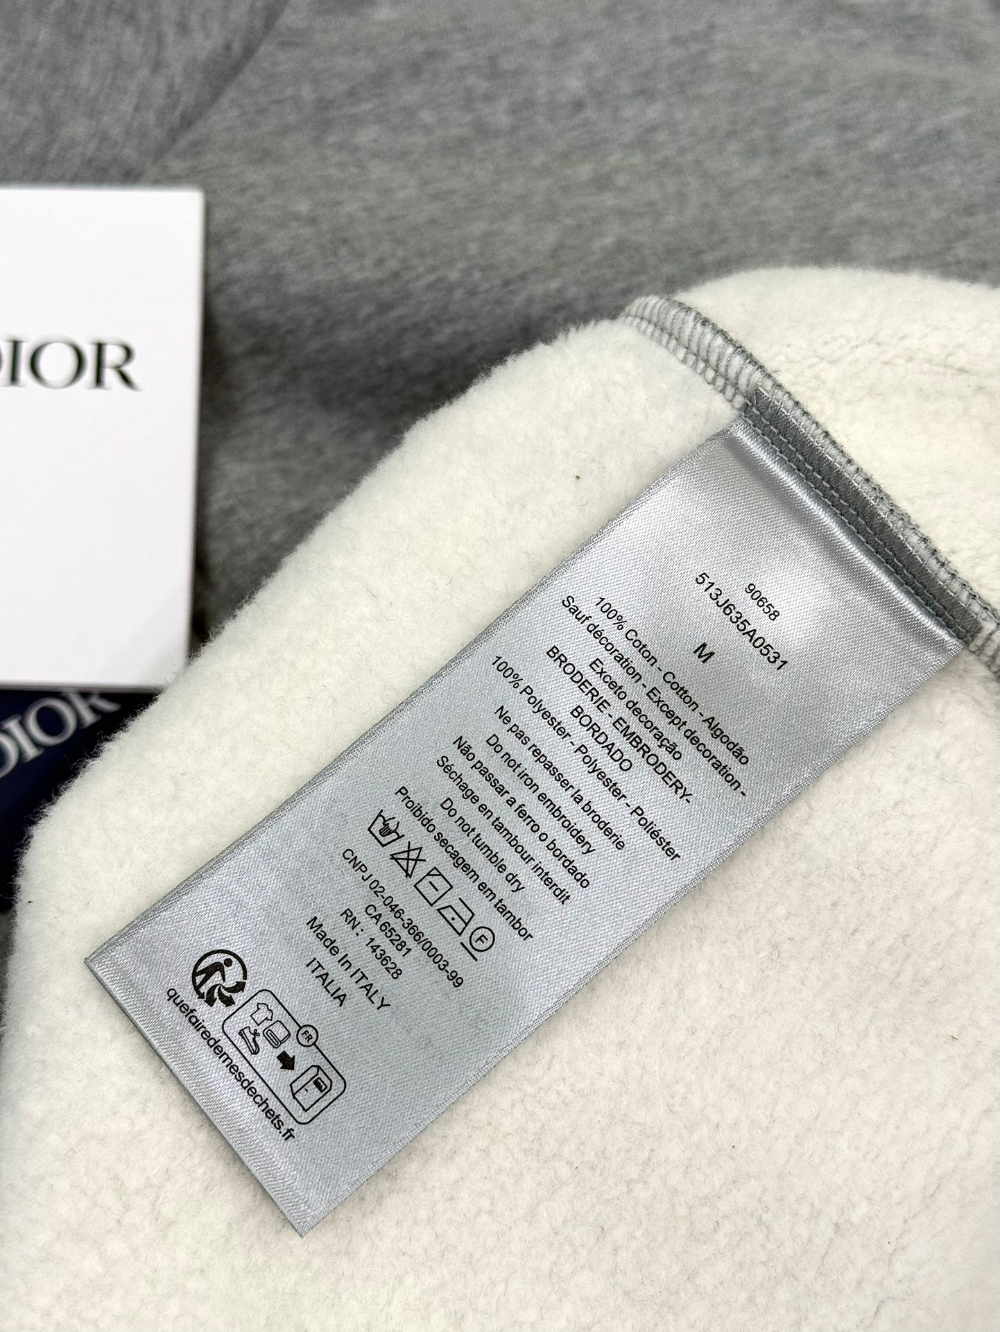 DIOR
DIOR
90658
513J635A0531
M
100% Coton - Cotton - Algodão
Sauf décoration - Except decoration -
Exceto decoração
BRODERIE - EMBRODERY-
BORDADO
100% Polyester - Polyester - Poliéster
Ne pas repasser la broderie
Do not iron embroidery
Não passar a ferro o bordado
Séchage en tambour interdit
Do not tumble dry
Proibido secagem em tambor
F
CNPJ 02-046-366/0003-99
CA 65281
RN: 143628
Made In ITALY
ITALIA
FR
quefairedemesdechets.fr